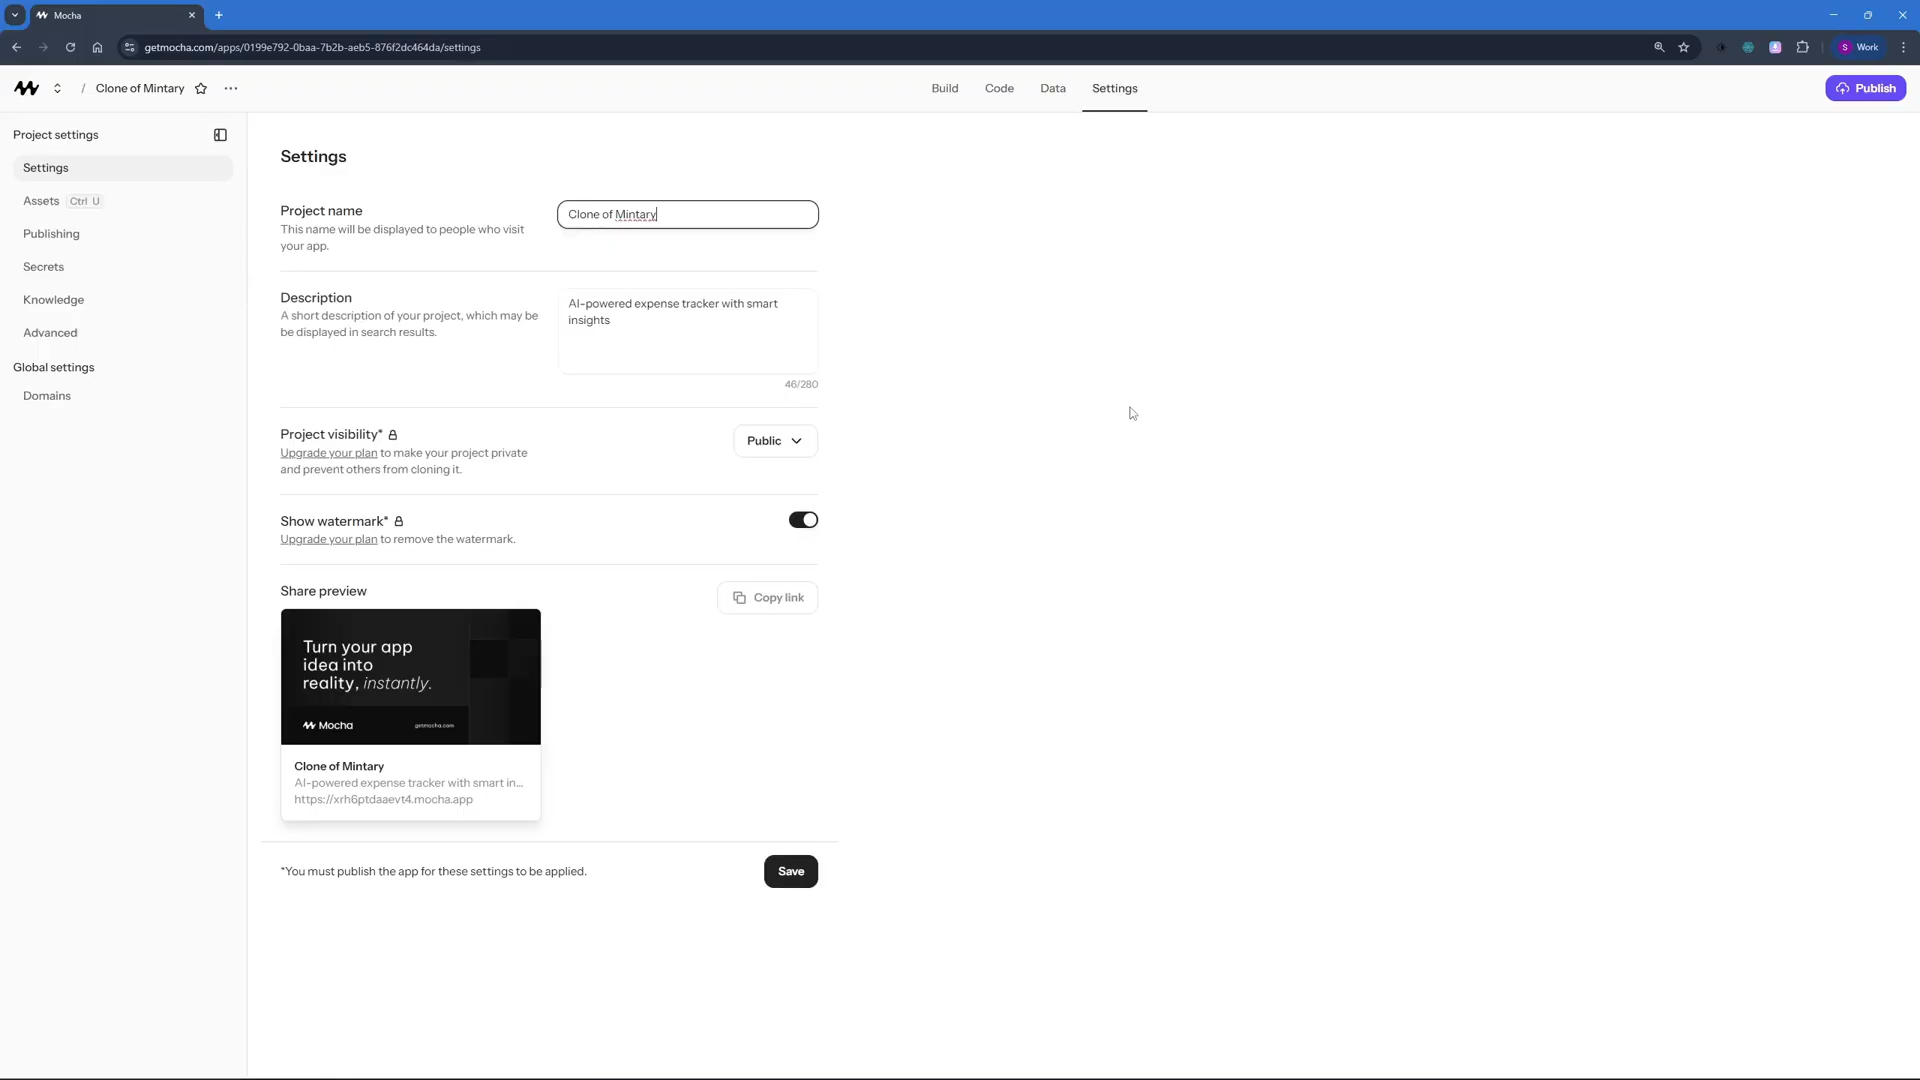 Mocha
getmocha.com/apps/0199e792-0baa-7b2b-aeb5-876f2dc464da/settings
S Work
/ Clone of Mintary
Build
Code
Data
Settings
Publish
Project settings
Settings
Assets Ctrl U
Publishing
Secrets
Knowledge
Advanced
Global settings
Domains
Settings
Project name
This name will be displayed to people who visit
your app.
Clone of Mintary
Description
A short description of your project, which may be
be displayed in search results.
AI-powered expense tracker with smart
insights
46/280
Project visibility*
Upgrade your plan to make your project private
and prevent others from cloning it.
Public
Show watermark*
Upgrade your plan to remove the watermark.
Share preview
Copy link
Turn your app
idea into
reality, instantly.
Mocha
getmocha.com
Clone of Mintary
AI-powered expense tracker with smart in...
https://xrh6ptdaaevt4.mocha.app
*You must publish the app for these settings to be applied.
Save